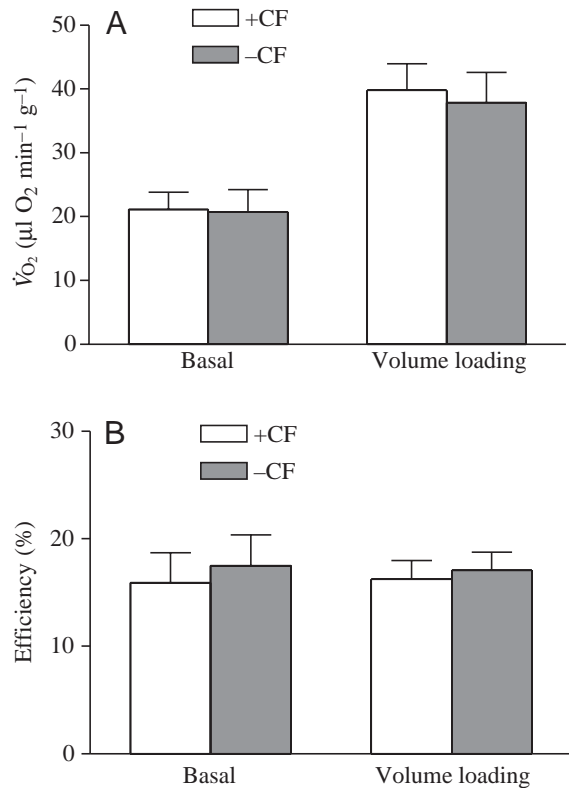 A
+CF
–CF
50
40
30
20
10
0
V̇O₂ (µl O₂ min⁻¹ g⁻¹)
Basal Volume loading
B
+CF
–CF
30
20
10
0
Efficiency (%)
Basal Volume loading